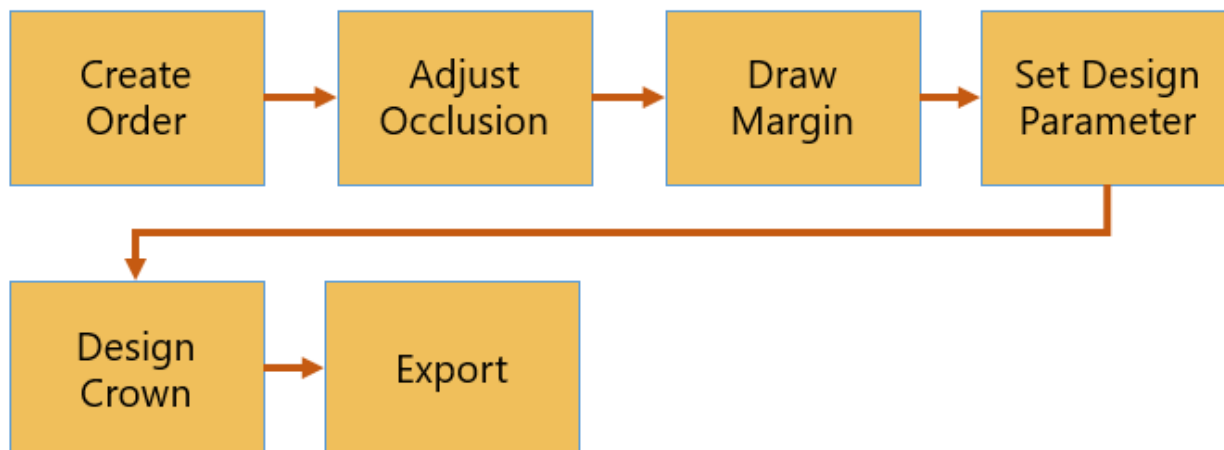 Create
Order
Adjust
Occlusion
Draw
Margin
Set Design
Parameter
Design
Crown
Export